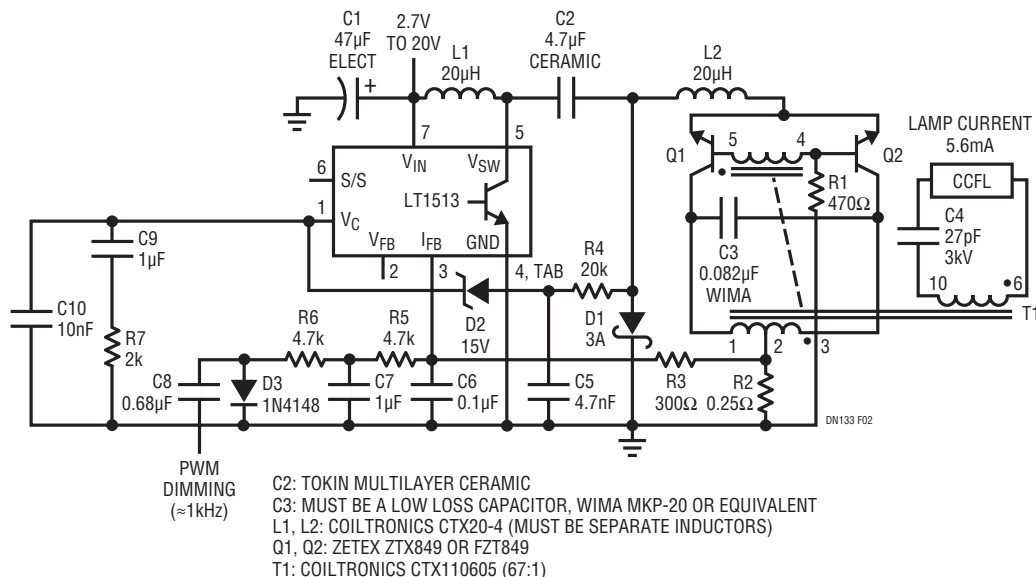 C1
47µF
ELECT
+
2.7V
TO 20V
L1
20µH
C2
4.7µF
CERAMIC
L2
20µH
7
5
VIN
VSW
6
S/S
LT1513
1
VC
VFB
IFB
GND
2
3
4, TAB
Q1
5
4
Q2
R1
470Ω
C3
0.082µF
WIMA
LAMP CURRENT
5.6mA
CCFL
C4
27pF
3kV
10
6
T1
1
2
3
C9
1µF
C10
10nF
R7
2k
R4
20k
D2
15V
D1
3A
R6
4.7k
R5
4.7k
C8
0.68µF
D3
1N4148
C7
1µF
C6
0.1µF
C5
4.7nF
R3
300Ω
R2
0.25Ω
DN133 F02
PWM
DIMMING
(≈1kHz)
C2: TOKIN MULTILAYER CERAMIC
C3: MUST BE A LOW LOSS CAPACITOR, WIMA MKP-20 OR EQUIVALENT
L1, L2: COILTRONICS CTX20-4 (MUST BE SEPARATE INDUCTORS)
Q1, Q2: ZETEX ZTX849 OR FZT849
T1: COILTRONICS CTX110605 (67:1)